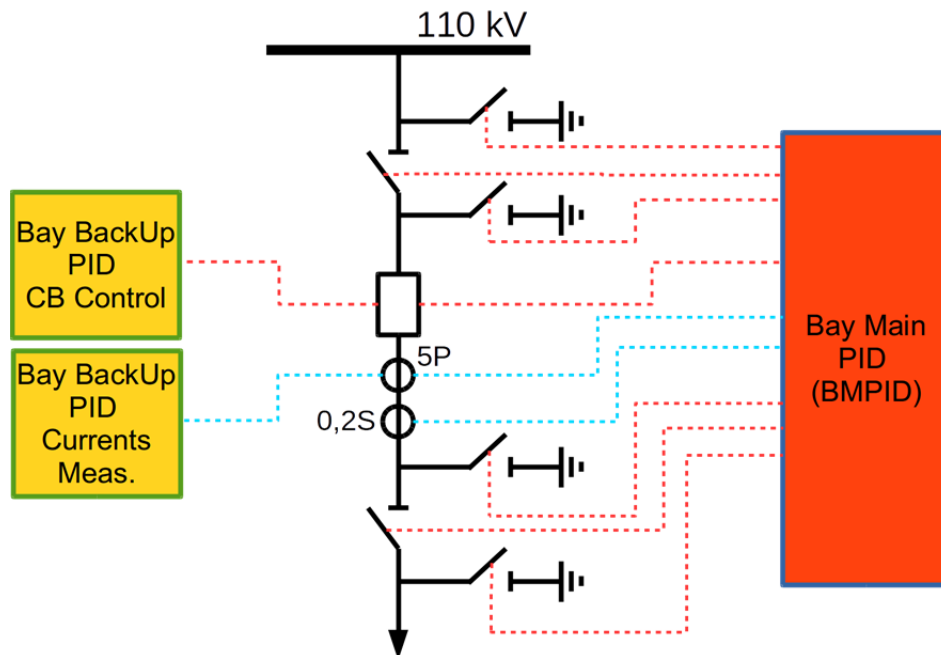 110 kV
Bay BackUp
PID
CB Control
Bay BackUp
PID
Currents
Meas.
5P
0,2S
Bay Main
PID
(BMPID)